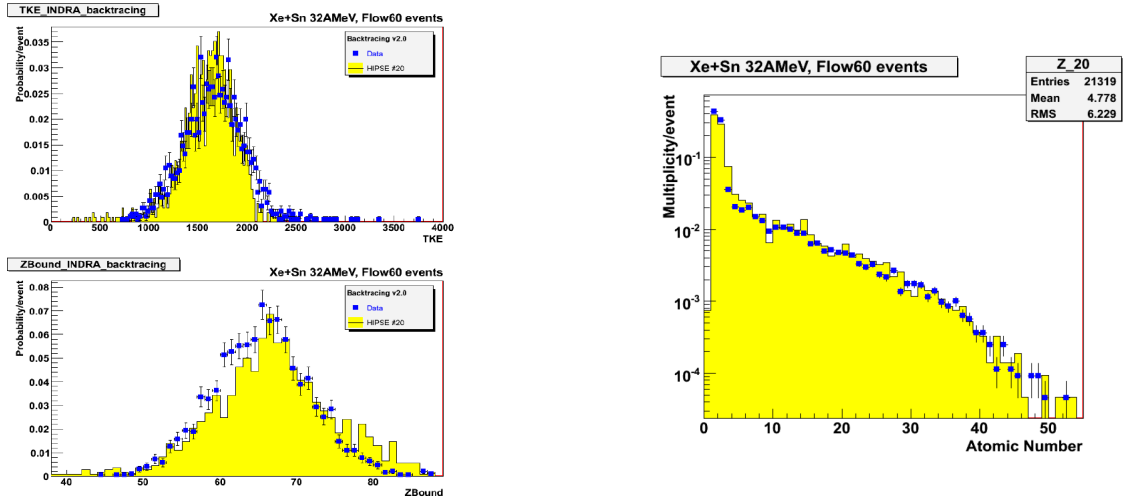 TKE_INDRA_backtracing
Xe+Sn 32AMeV, Flow60 events
Probability/event
0.035
0.03
0.025
0.02
0.015
0.01
0.005
0
Backtracing v2.0
Data
HIPSE #20
0 500 1000 1500 2000 2500 3000 3500 4000
TKE
ZBound_INDRA_backtracing
Xe+Sn 32AMeV, Flow60 events
Probability/event
0.08
0.07
0.06
0.05
0.04
0.03
0.02
0.01
0
Backtracing v2.0
Data
HIPSE #20
40 50 60 70 80
ZBound
Xe+Sn 32AMeV, Flow60 events
Z_20
Entries 21319
Mean 4.778
RMS 6.229
Multiplicity/event
10-1
10-2
10-3
10-4
0 10 20 30 40 50
Atomic Number